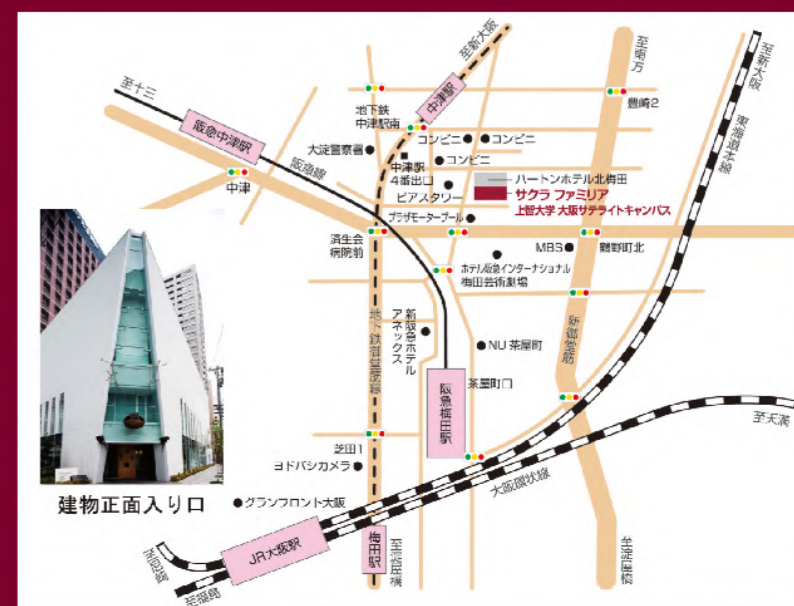 至新大阪
至十三
中津駅
至南方
至新大阪
阪急中津駅
地下鉄
中津駅南
豊崎2
東海道本線
阪急線
大淀警察署
コンビニ
コンビニ
コンビニ
中津駅
4番出口
ハートンホテル北梅田
中津
ピアスタワー
サクラ ファミリア
上智大学 大阪サテライトキャンパス
プラザモータープール
済生会
病院前
MBS
鶴野町北
ホテル阪急インターナショナル
梅田芸術劇場
地下鉄御堂筋線
新阪急ホテル
アネックス
NU 茶屋町
新御堂筋
阪急梅田駅
茶屋町口
至天満
芝田1
ヨドバシカメラ
大阪環状線
グランフロント大阪
建物正面入り口
JR大阪駅
梅田駅
至淀屋橋
至福島